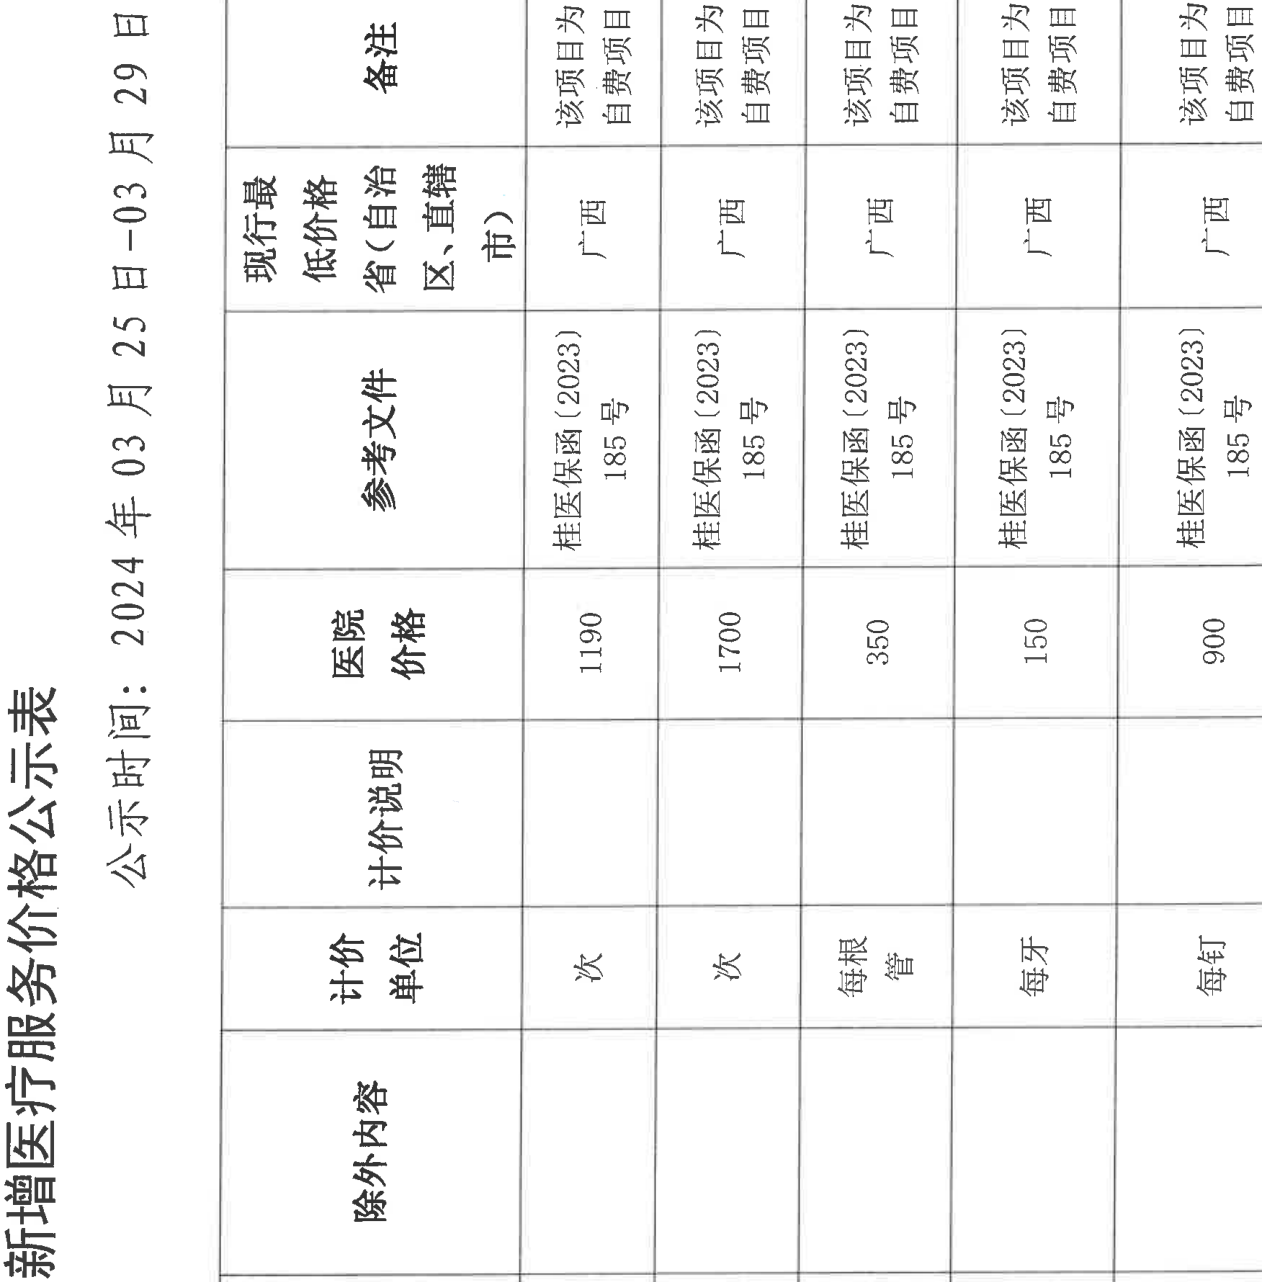 新增医疗服务价格公示表
公示时间：2024 年 03 月 25 日-03 月 29 日
除外内容
计价
单位
计价说明
医院
价格
参考文件
现行最
低价格
省（自治
区、直辖
市）
备注
次
1190
桂医保函〔2023〕
185 号
广西
该项目为
自费项目
次
1700
桂医保函〔2023〕
185 号
广西
该项目为
自费项目
每根
管
350
桂医保函〔2023〕
185 号
广西
该项目为
自费项目
每牙
150
桂医保函〔2023〕
185 号
广西
该项目为
自费项目
每钉
900
桂医保函〔2023〕
185 号
广西
该项目为
自费项目